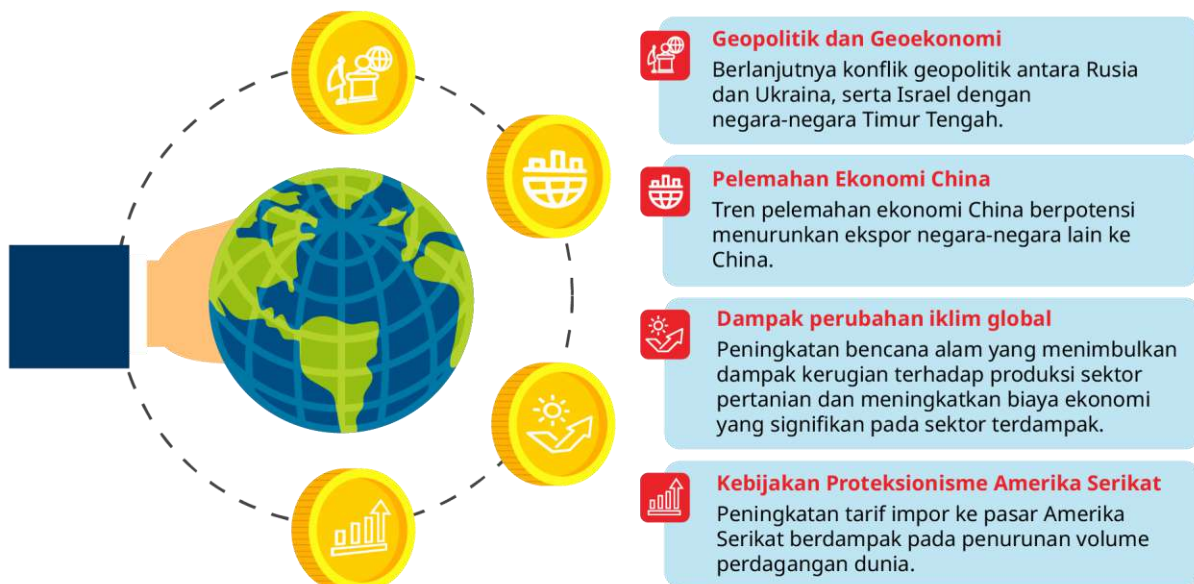 Geopolitik dan Geoekonomi
Berlanjutnya konflik geopolitik antara Rusia
dan Ukraina, serta Israel dengan
negara-negara Timur Tengah.
Pelemahan Ekonomi China
Tren pelemahan ekonomi China berpotensi
menurunkan ekspor negara-negara lain ke
China.
Dampak perubahan iklim global
Peningkatan bencana alam yang menimbulkan
dampak kerugian terhadap produksi sektor
pertanian dan meningkatkan biaya ekonomi
yang signifikan pada sektor terdampak.
Kebijakan Proteksionisme Amerika Serikat
Peningkatan tarif impor ke pasar Amerika
Serikat berdampak pada penurunan volume
perdagangan dunia.